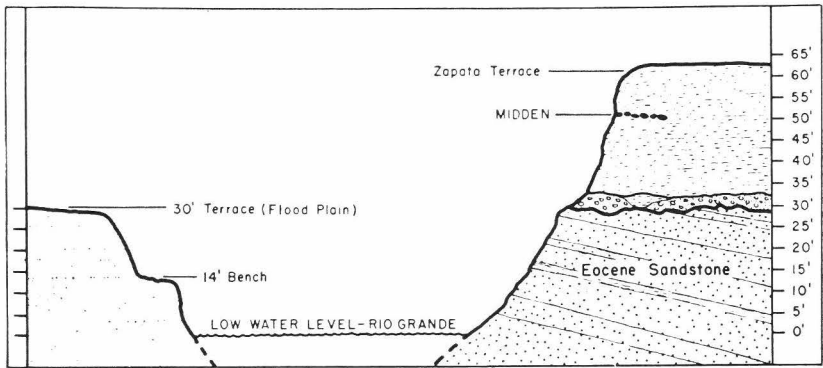 Zapata Terrace
MIDDEN
30' Terrace (Flood Plain)
14' Bench
LOW WATER LEVEL-RIO GRANDE
Eocene Sandstone
65'
60'
55'
50'
45'
40'
35'
30'
25'
20'
15'
10'
5'
0'